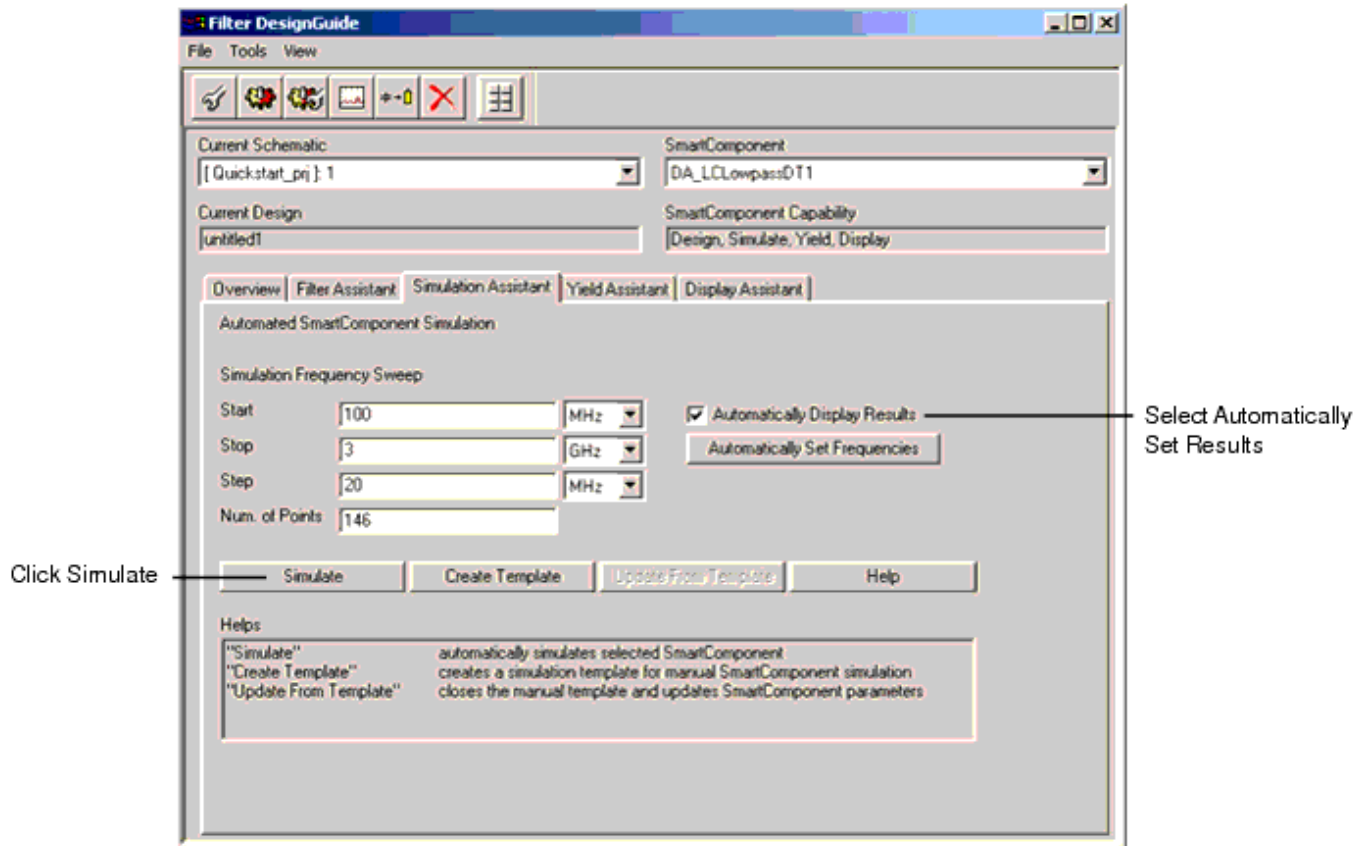 Filter DesignGuide
File Tools View
Current Schematic
SmartComponent
[ Quickstart_prj ]: 1
DA_LCLowpassDT1
Current Design
SmartComponent Capability
untitled1
Design, Simulate, Yield, Display
Overview Filter Assistant Simulation Assistant Yield Assistant Display Assistant
Automated SmartComponent Simulation
Simulation Frequency Sweep
Start 100 MHz
Automatically Display Results
Select Automatically
Set Results
Stop 3 GHz
Automatically Set Frequencies
Step 20 MHz
Num. of Points 146
Click Simulate
Simulate Create Template Update From Template Help
Helps
"Simulate" automatically simulates selected SmartComponent
"Create Template" creates a simulation template for manual SmartComponent simulation
"Update From Template" closes the manual template and updates SmartComponent parameters